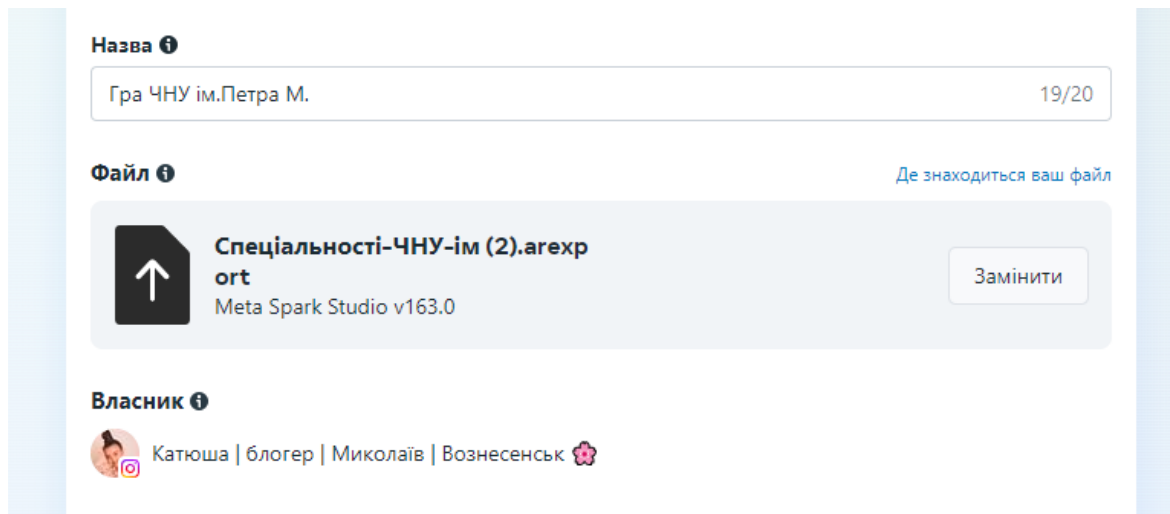 Назва
Гра ЧНУ ім.Петра М. 19/20
Файл Де знаходиться ваш файл
Спеціальності-ЧНУ-ім (2).arexp
ort
Meta Spark Studio v163.0
Замінити
Власник
Катюша | блогер | Миколаїв | Вознесенськ 🌸